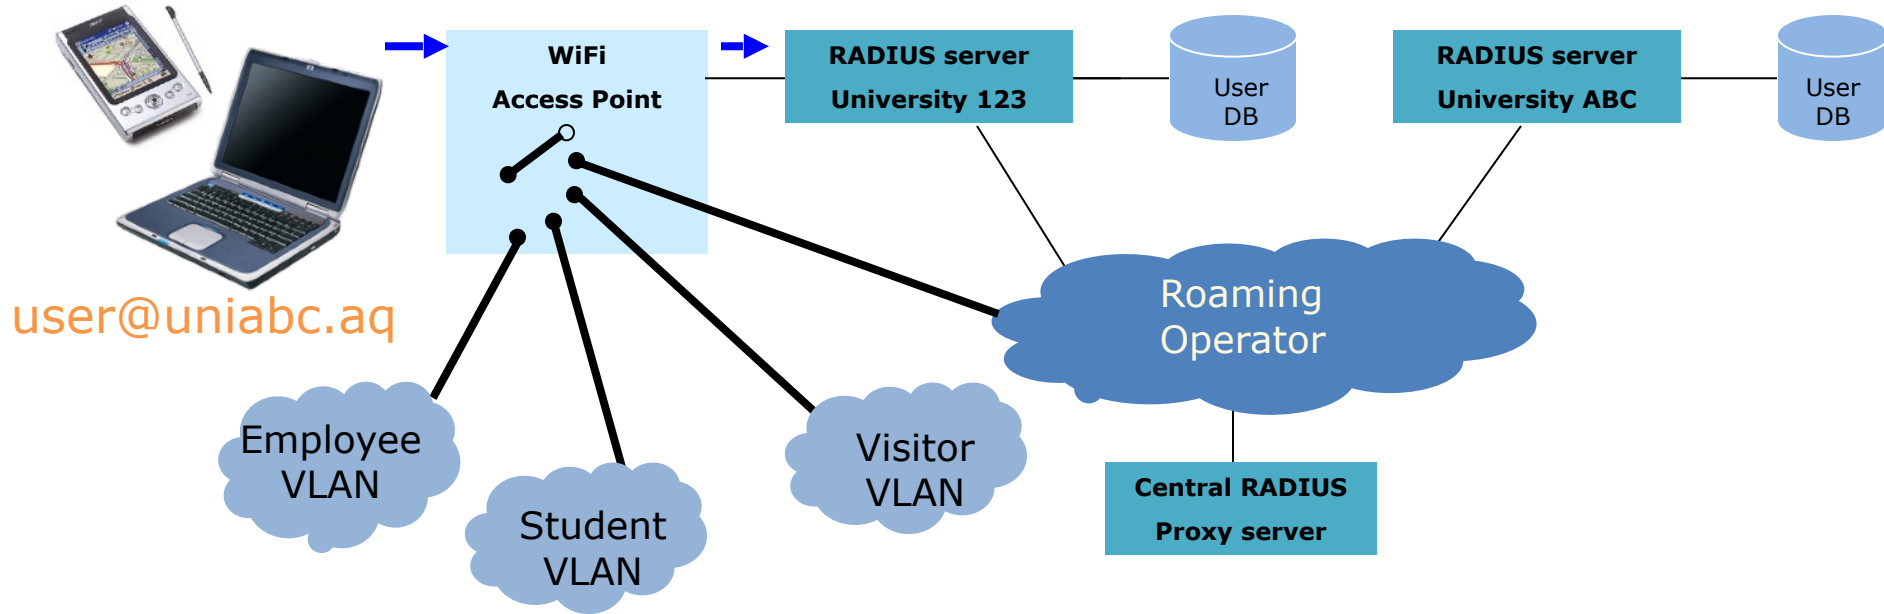 WiFi
Access Point
RADIUS server
University 123
User
DB
RADIUS server
University ABC
User
DB
user@uniabc.aq
Roaming
Operator
Employee
VLAN
Student
VLAN
Visitor
VLAN
Central RADIUS
Proxy server